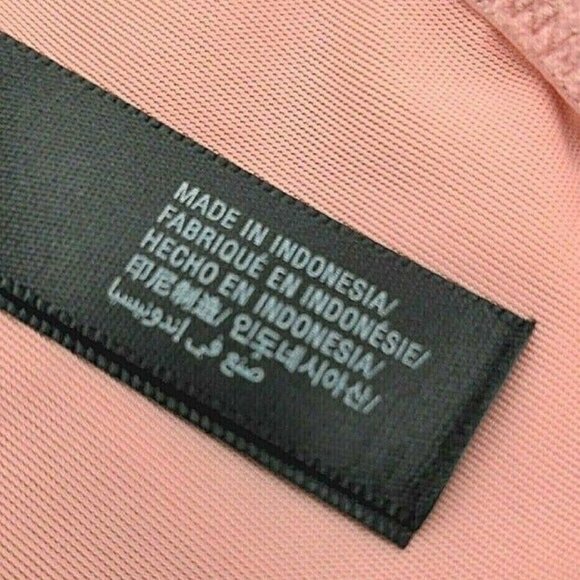 MADE IN INDONESIA/
FABRIQUÉ EN INDONÉSIE/
HECHO EN INDONESIA/
印尼制造/ 인도네시아산/
صنع في إندونيسيا